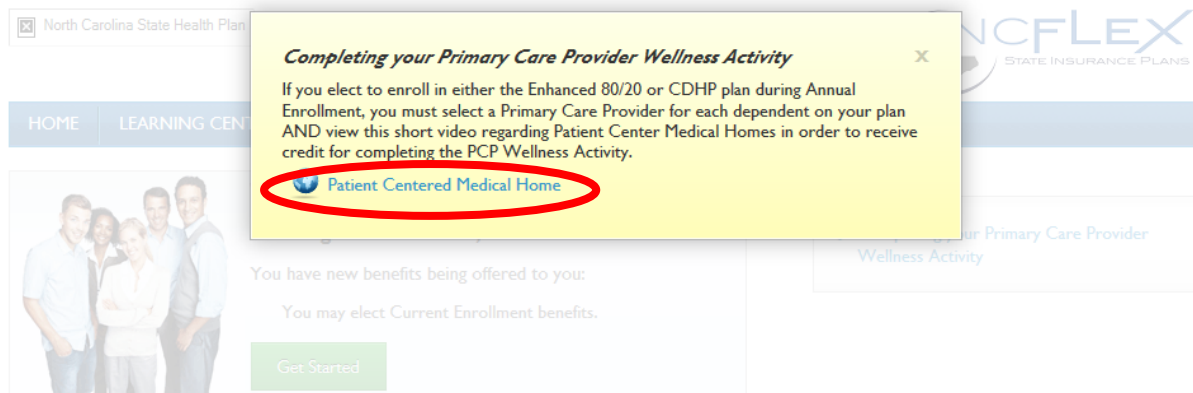 North Carolina State Health Plan
NCFLEX
STATE INSURANCE PLANS
HOME LEARNING CENT
Completing your Primary Care Provider Wellness Activity
X
If you elect to enroll in either the Enhanced 80/20 or CDHP plan during Annual
Enrollment, you must select a Primary Care Provider for each dependent on your plan
AND view this short video regarding Patient Center Medical Homes in order to receive
credit for completing the PCP Wellness Activity.
Patient Centered Medical Home
your Primary Care Provider
Wellness Activity
You have new benefits being offered to you:
You may elect Current Enrollment benefits.
Get Started